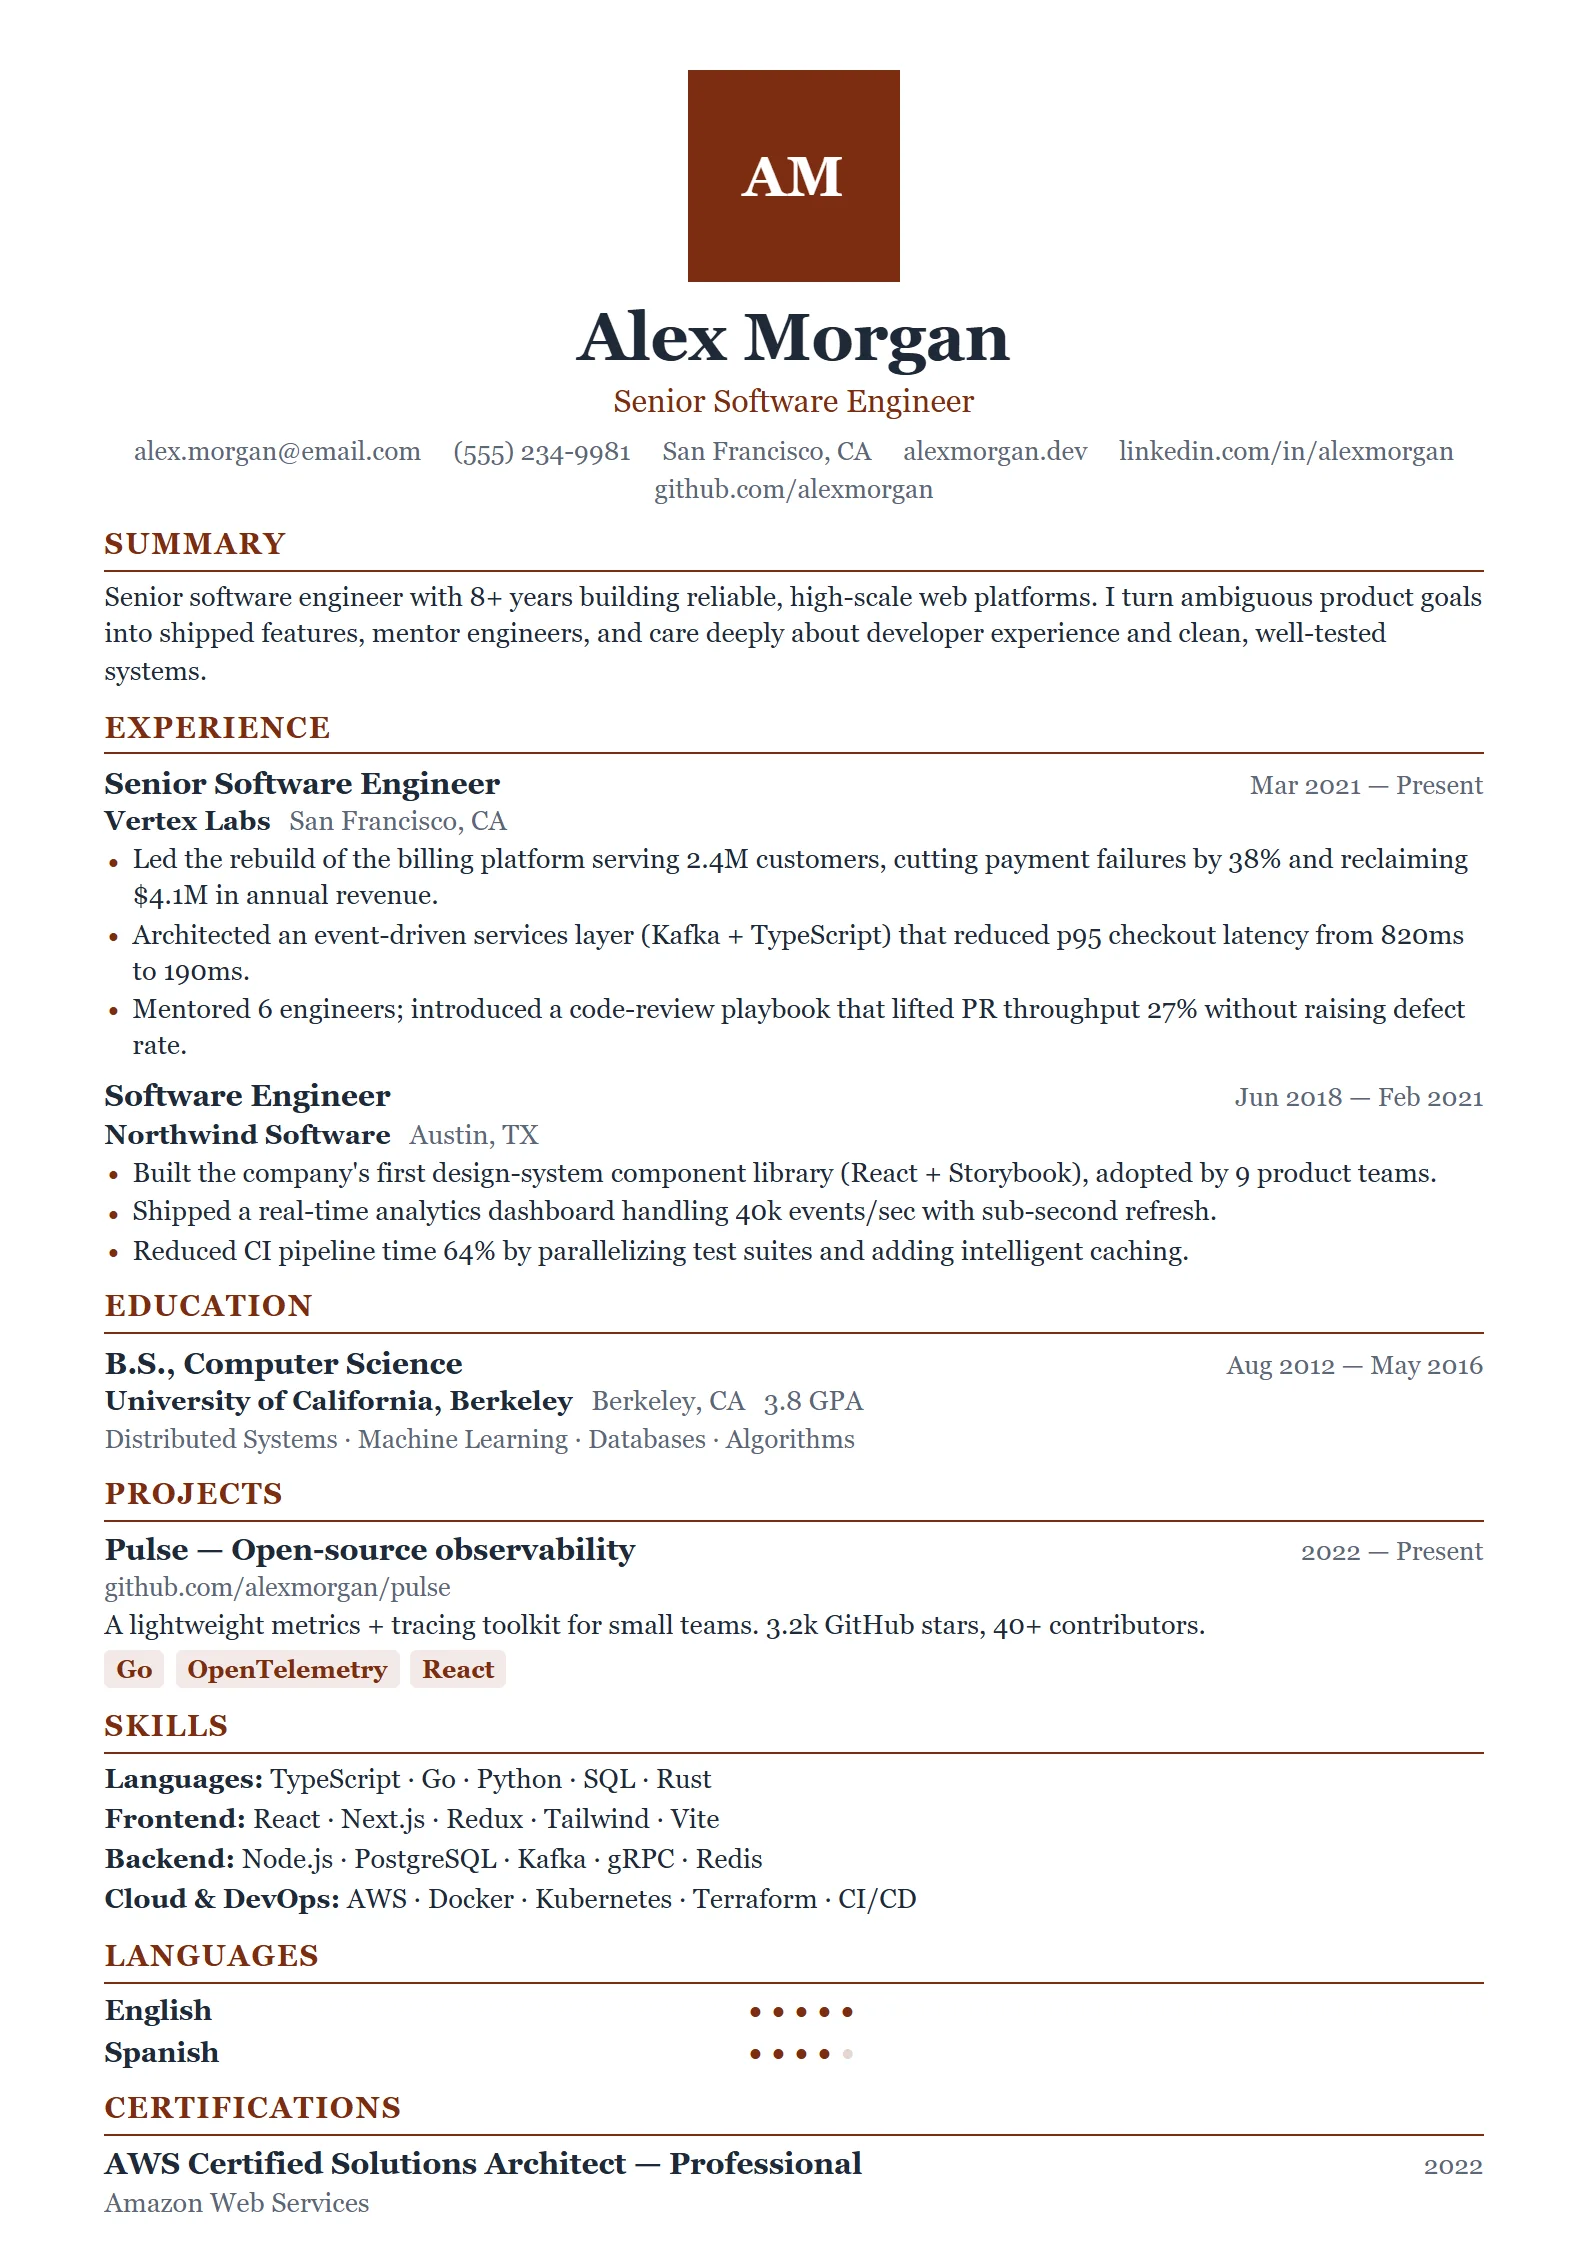 AM
Alex Morgan
Senior Software Engineer
alex.morgan@email.com (555) 234-9981 San Francisco, CA alexmorgan.dev linkedin.com/in/alexmorgan
github.com/alexmorgan
SUMMARY
Senior software engineer with 8+ years building reliable, high-scale web platforms. I turn ambiguous product goals
into shipped features, mentor engineers, and care deeply about developer experience and clean, well-tested
systems.
EXPERIENCE
Senior Software Engineer Mar 2021 — Present
Vertex Labs San Francisco, CA
• Led the rebuild of the billing platform serving 2.4M customers, cutting payment failures by 38% and reclaiming
$4.1M in annual revenue.
• Architected an event-driven services layer (Kafka + TypeScript) that reduced p95 checkout latency from 820ms
to 190ms.
• Mentored 6 engineers; introduced a code-review playbook that lifted PR throughput 27% without raising defect
rate.
Software Engineer Jun 2018 — Feb 2021
Northwind Software Austin, TX
• Built the company's first design-system component library (React + Storybook), adopted by 9 product teams.
• Shipped a real-time analytics dashboard handling 40k events/sec with sub-second refresh.
• Reduced CI pipeline time 64% by parallelizing test suites and adding intelligent caching.
EDUCATION
B.S., Computer Science Aug 2012 — May 2016
University of California, Berkeley Berkeley, CA 3.8 GPA
Distributed Systems · Machine Learning · Databases · Algorithms
PROJECTS
Pulse — Open-source observability 2022 — Present
github.com/alexmorgan/pulse
A lightweight metrics + tracing toolkit for small teams. 3.2k GitHub stars, 40+ contributors.
Go OpenTelemetry React
SKILLS
Languages: TypeScript · Go · Python · SQL · Rust
Frontend: React · Next.js · Redux · Tailwind · Vite
Backend: Node.js · PostgreSQL · Kafka · gRPC · Redis
Cloud & DevOps: AWS · Docker · Kubernetes · Terraform · CI/CD
LANGUAGES
English
Spanish
CERTIFICATIONS
AWS Certified Solutions Architect — Professional 2022
Amazon Web Services